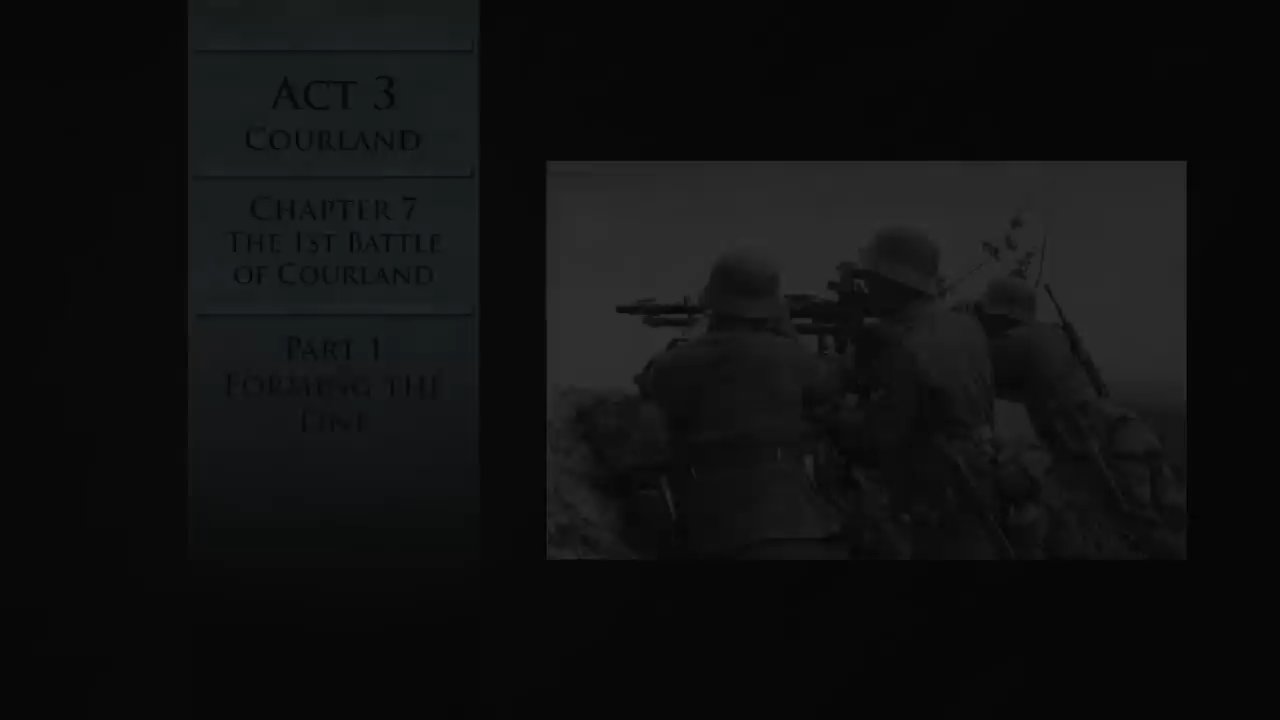 Act 3
Courland
Chapter 7
The 1st Battle
of Courland
Part 1
Forming the
Line